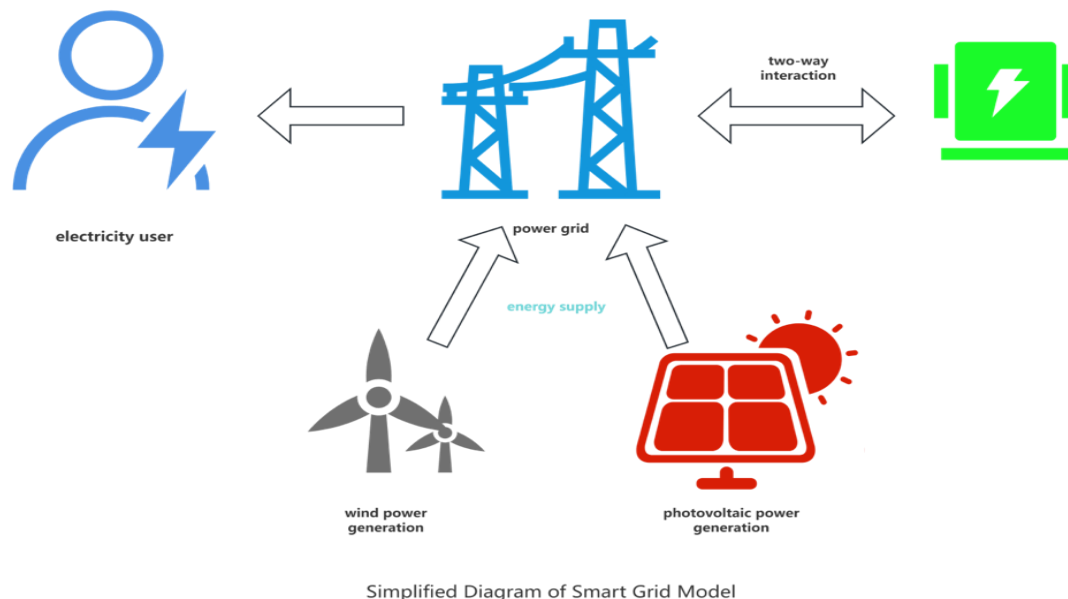 two-way
interaction
electricity user
power grid
energy supply
wind power
generation
photovoltaic power
generation
Simplified Diagram of Smart Grid Model